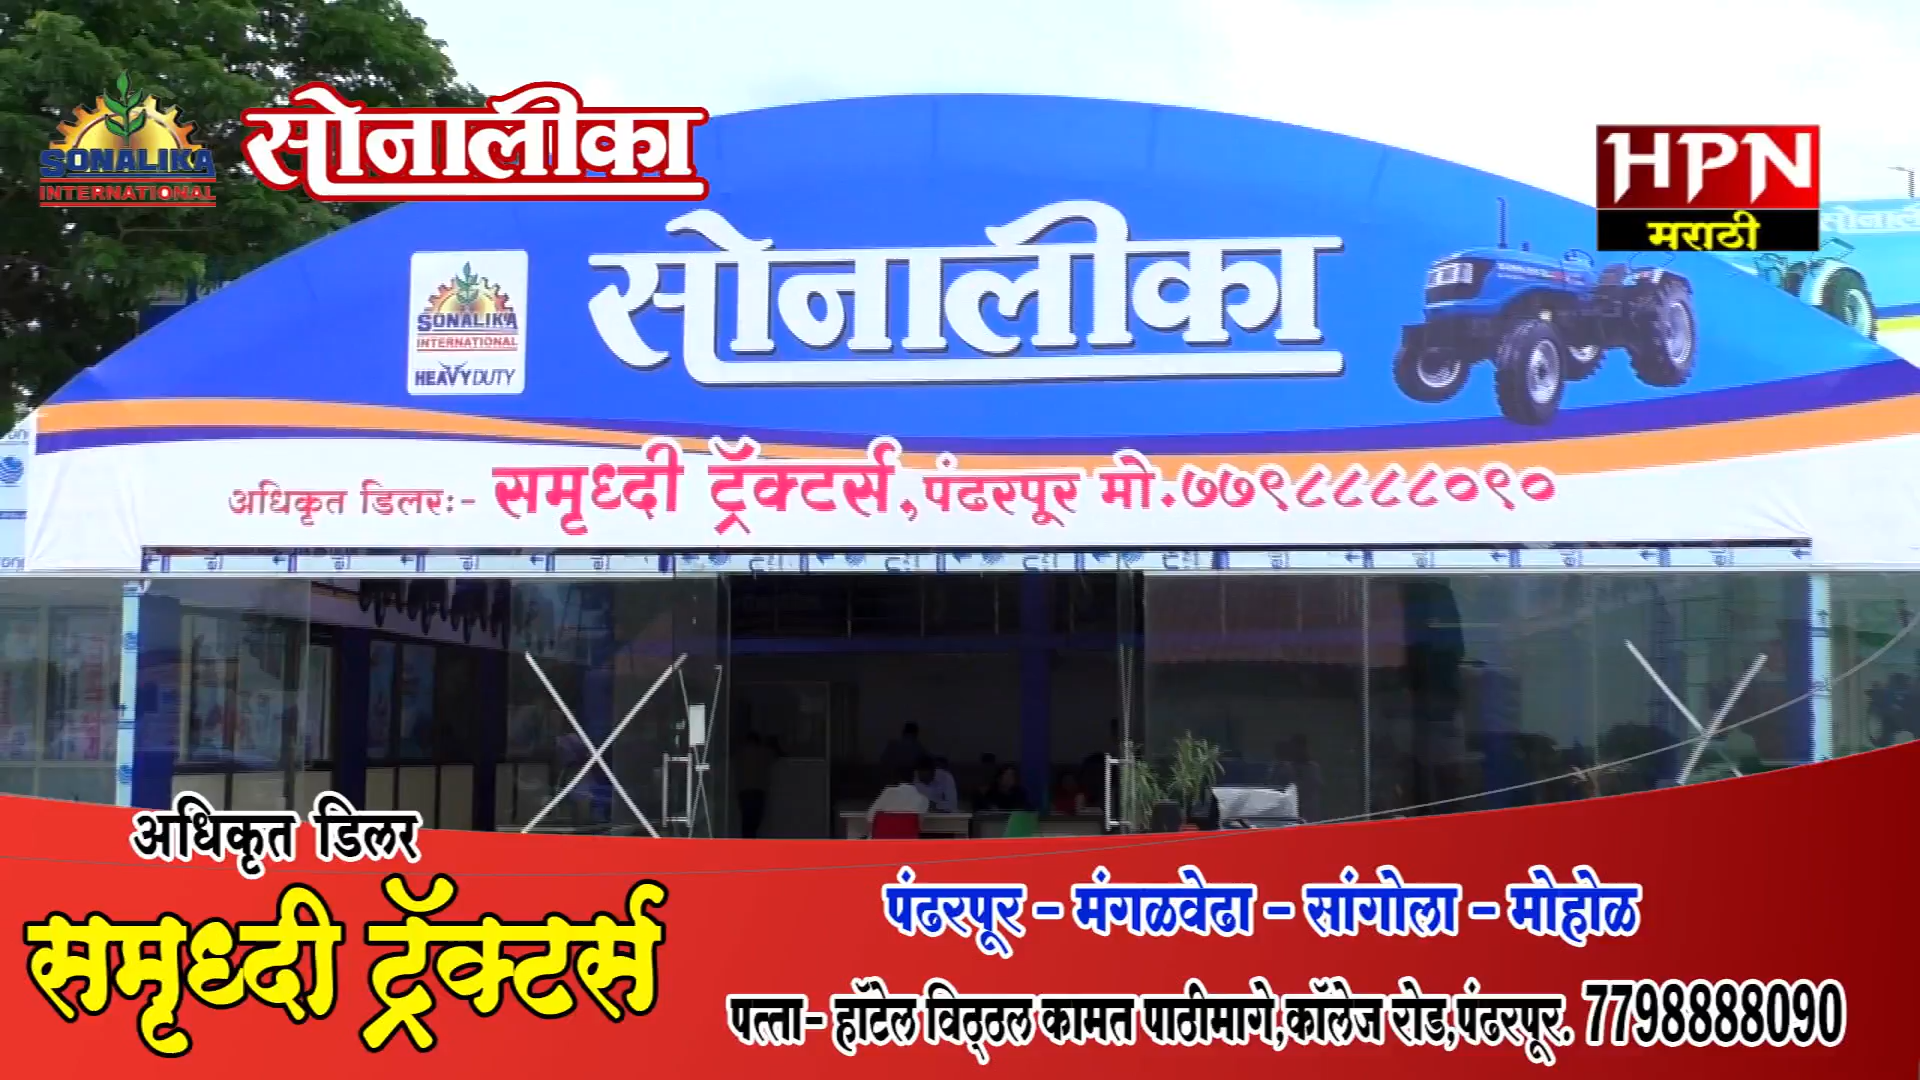 SONALIKA
INTERNATIONAL
सोनालीका
HPN
मराठी
सोनालीका
SONALIKA
INTERNATIONAL
HEAVY DUTY
सोनालीका
अधिकृत डिलरः- समृध्दी ट्रॅक्टर्स, पंढरपूर मो.७७९८८८८०९०
अधिकृत डिलर
समृध्दी ट्रॅक्टर्स
पंढरपूर - मंगळवेढा - सांगोला - मोहोळ
पत्ता- हॉटेल विठ्ठल कामत पाठीमागे,कॉलेज रोड,पंढरपूर. 7798888090